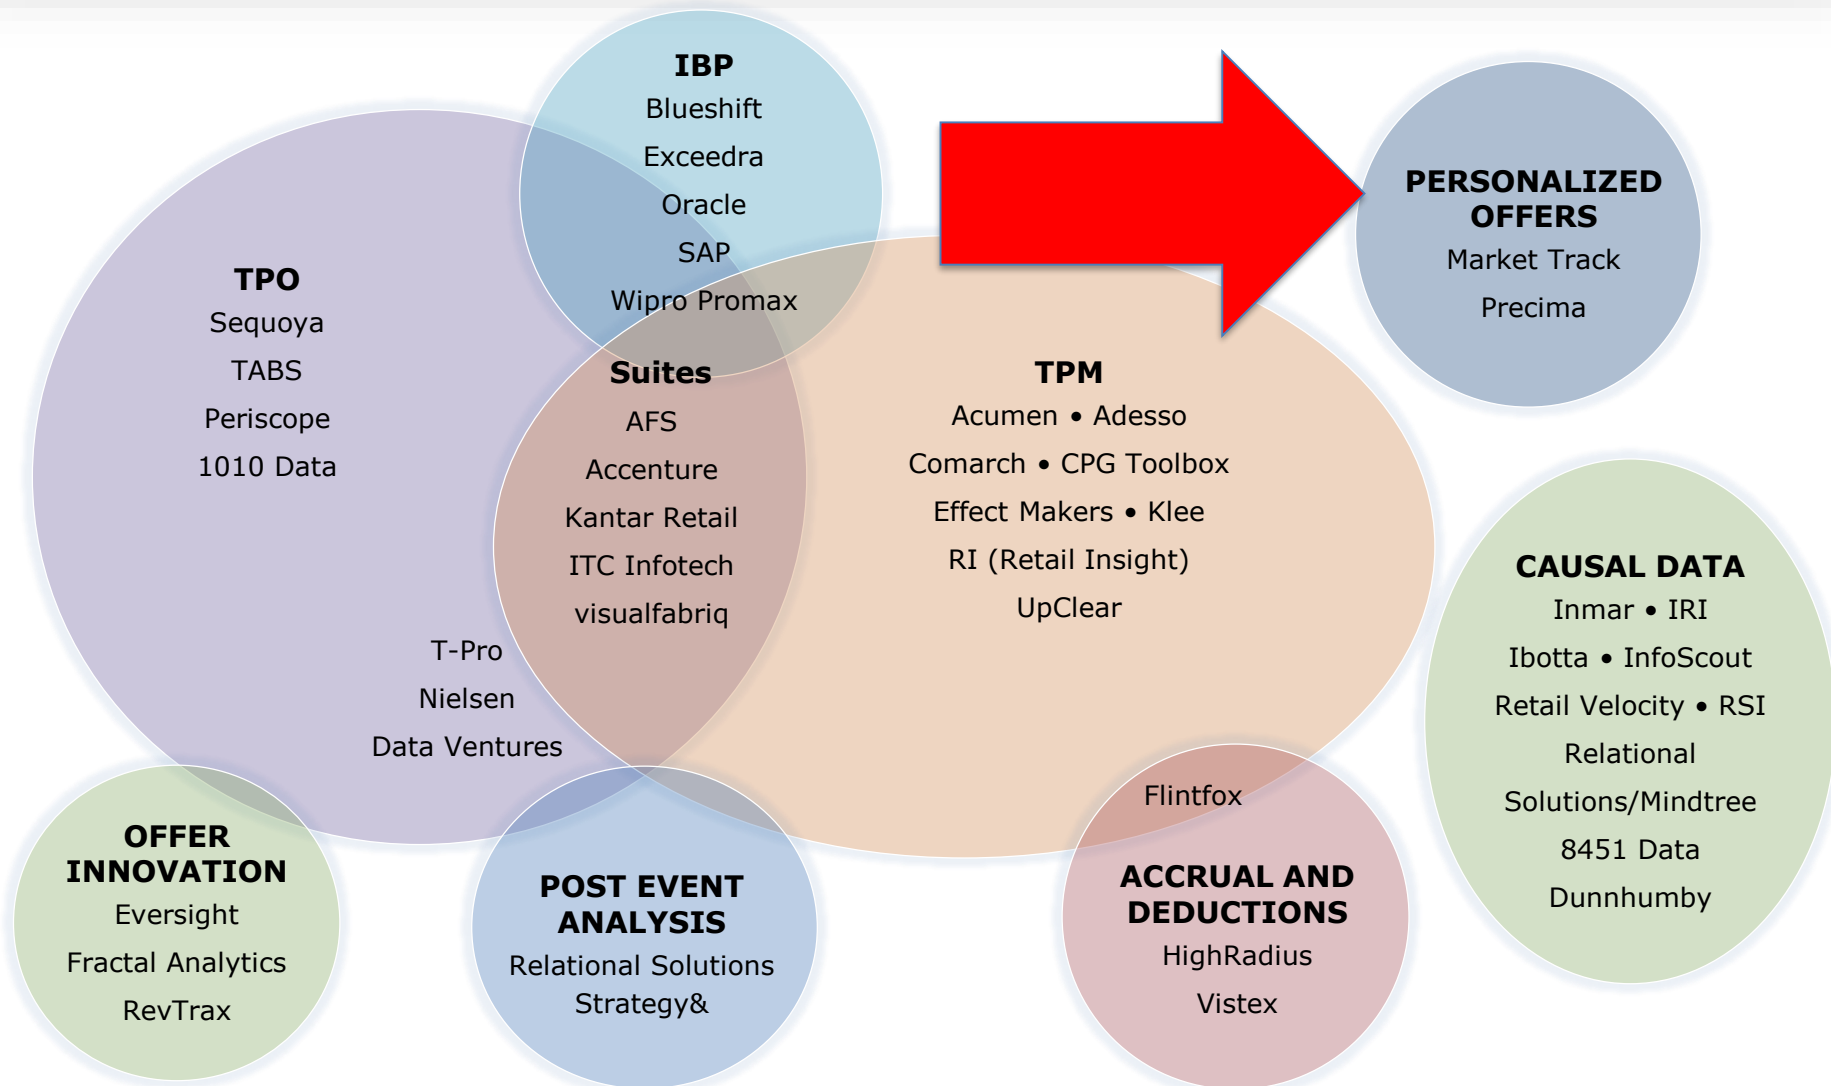 IBP
Blueshift
Exceedra
Oracle
SAP
Wipro Promax
PERSONALIZED
OFFERS
Market Track
Precima
TPO
Sequoya
TABS
Periscope
1010 Data
T-Pro
Nielsen
Data Ventures
Suites
AFS
Accenture
Kantar Retail
ITC Infotech
visualfabriq
TPM
Acumen • Adesso
Comarch • CPG Toolbox
Effect Makers • Klee
RI (Retail Insight)
UpClear
CAUSAL DATA
Inmar • IRI
Ibotta • InfoScout
Retail Velocity • RSI
Relational
Solutions/Mindtree
8451 Data
Dunnhumby
OFFER
INNOVATION
Eversight
Fractal Analytics
RevTrax
POST EVENT
ANALYSIS
Relational Solutions
Strategy&
Flintfox
ACCRUAL AND
DEDUCTIONS
HighRadius
Vistex